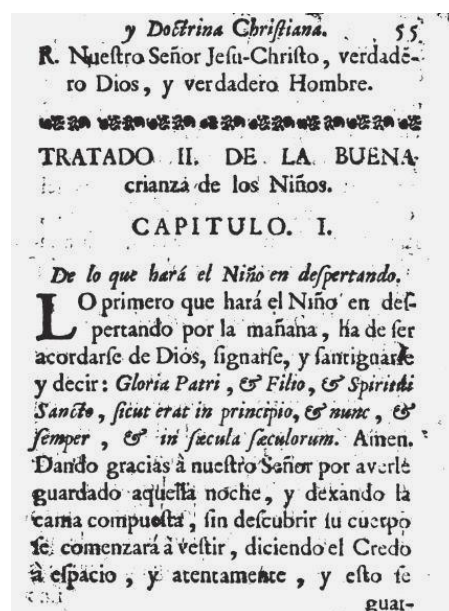 y Doctrina Chriſtiana. 55
R. Nueſtro Señor Jeſu-Chriſto, verdade-
ro Dios, y verdadero Hombre.
TRATADO II. DE LA BUENA
crianza de los Niños.
CAPITULO. I.
De lo que hará el Niño en deſpertando.
LO primero que hará el Niño en deſ-
pertando por la mañana, ha de ſer
acordarſe de Dios, ſignarſe, y ſantiguarſe
y decir: Gloria Patri, & Filio, & Spiritui
Sancto, ſicut erat in principio, & nunc, &
ſemper, & in ſæcula ſæculorum. Amen.
Dando gracias à nueſtro Señor por averle
guardado aqueſta noche, y dexando la
cama compueſta, ſin deſcubrir ſu cuerpo
ſe comenzará à veſtir, diciendo el Credo
à eſpacio, y atentamente, y eſto ſe
guar-